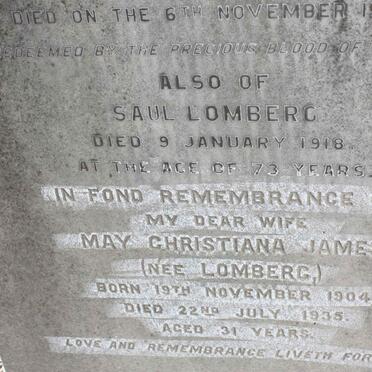 DIED ON THE 6TH NOVEMBER 1
REDEEMED BY THE PRECIOUS BLOOD OF
ALSO OF
SAUL LOMBERG
DIED 9 JANUARY 1918.
AT THE AGE OF 73 YEARS.
IN FOND REMEMBRANCE
MY DEAR WIFE
MAY CHRISTIANA JAME
(NÉE LOMBERG,)
BORN 19TH NOVEMBER 1904
DIED 22ND JULY 1935.
AGED 31 YEARS.
LOVE AND REMEMBRANCE LIVETH FOR